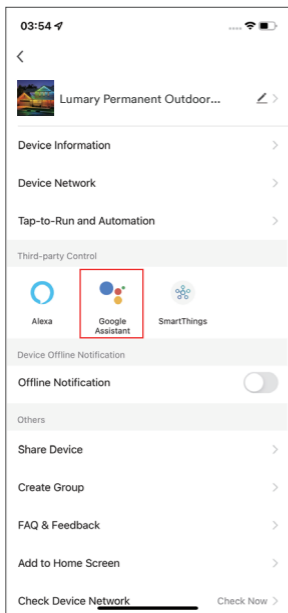 03:54
Lumary Permanent Outdoor...
Device Information
Device Network
Tap-to-Run and Automation
Third-party Control
Alexa
Google
Assistant
SmartThings
Device Offline Notification
Offline Notification
Others
Share Device
Create Group
FAQ & Feedback
Add to Home Screen
Check Device Network Check Now